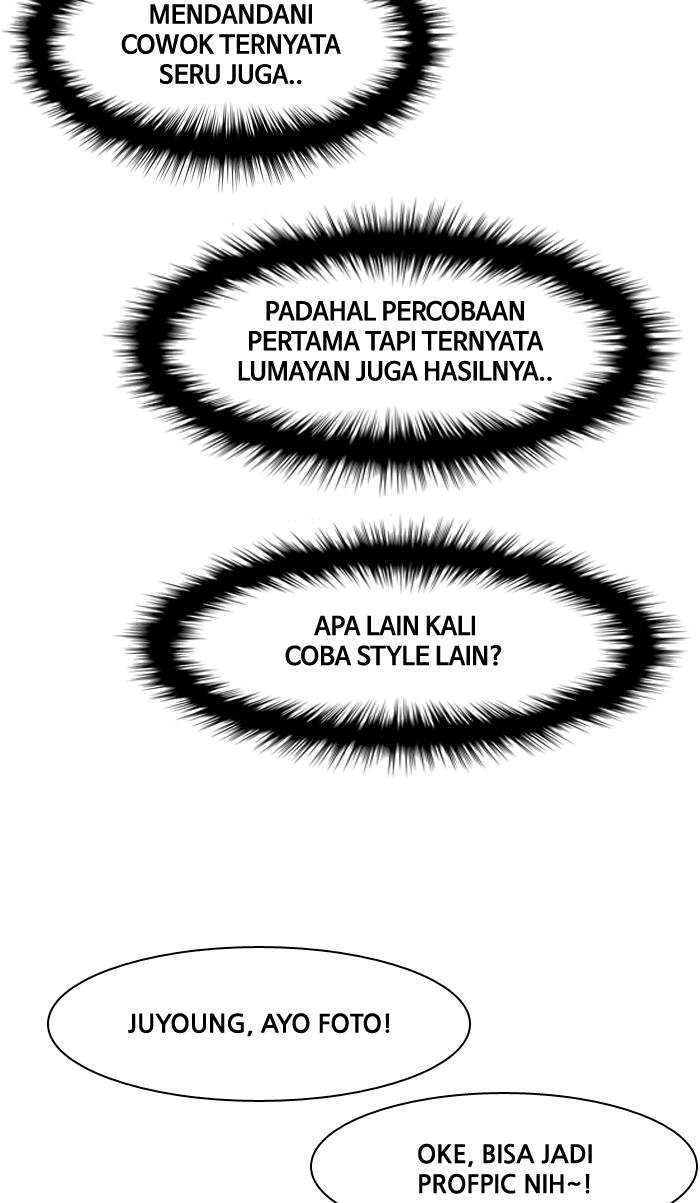 MENDANDANI
COWOK TERNYATA
SERU JUGA..
PADAHAL PERCOBAAN
PERTAMA TAPI TERNYATA
LUMAYAN JUGA HASILNYA..
APA LAIN KALI
COBA STYLE LAIN?
JUYOUNG, AYO FOTO!
OKE, BISA JADI
PROFPIC NIH~!